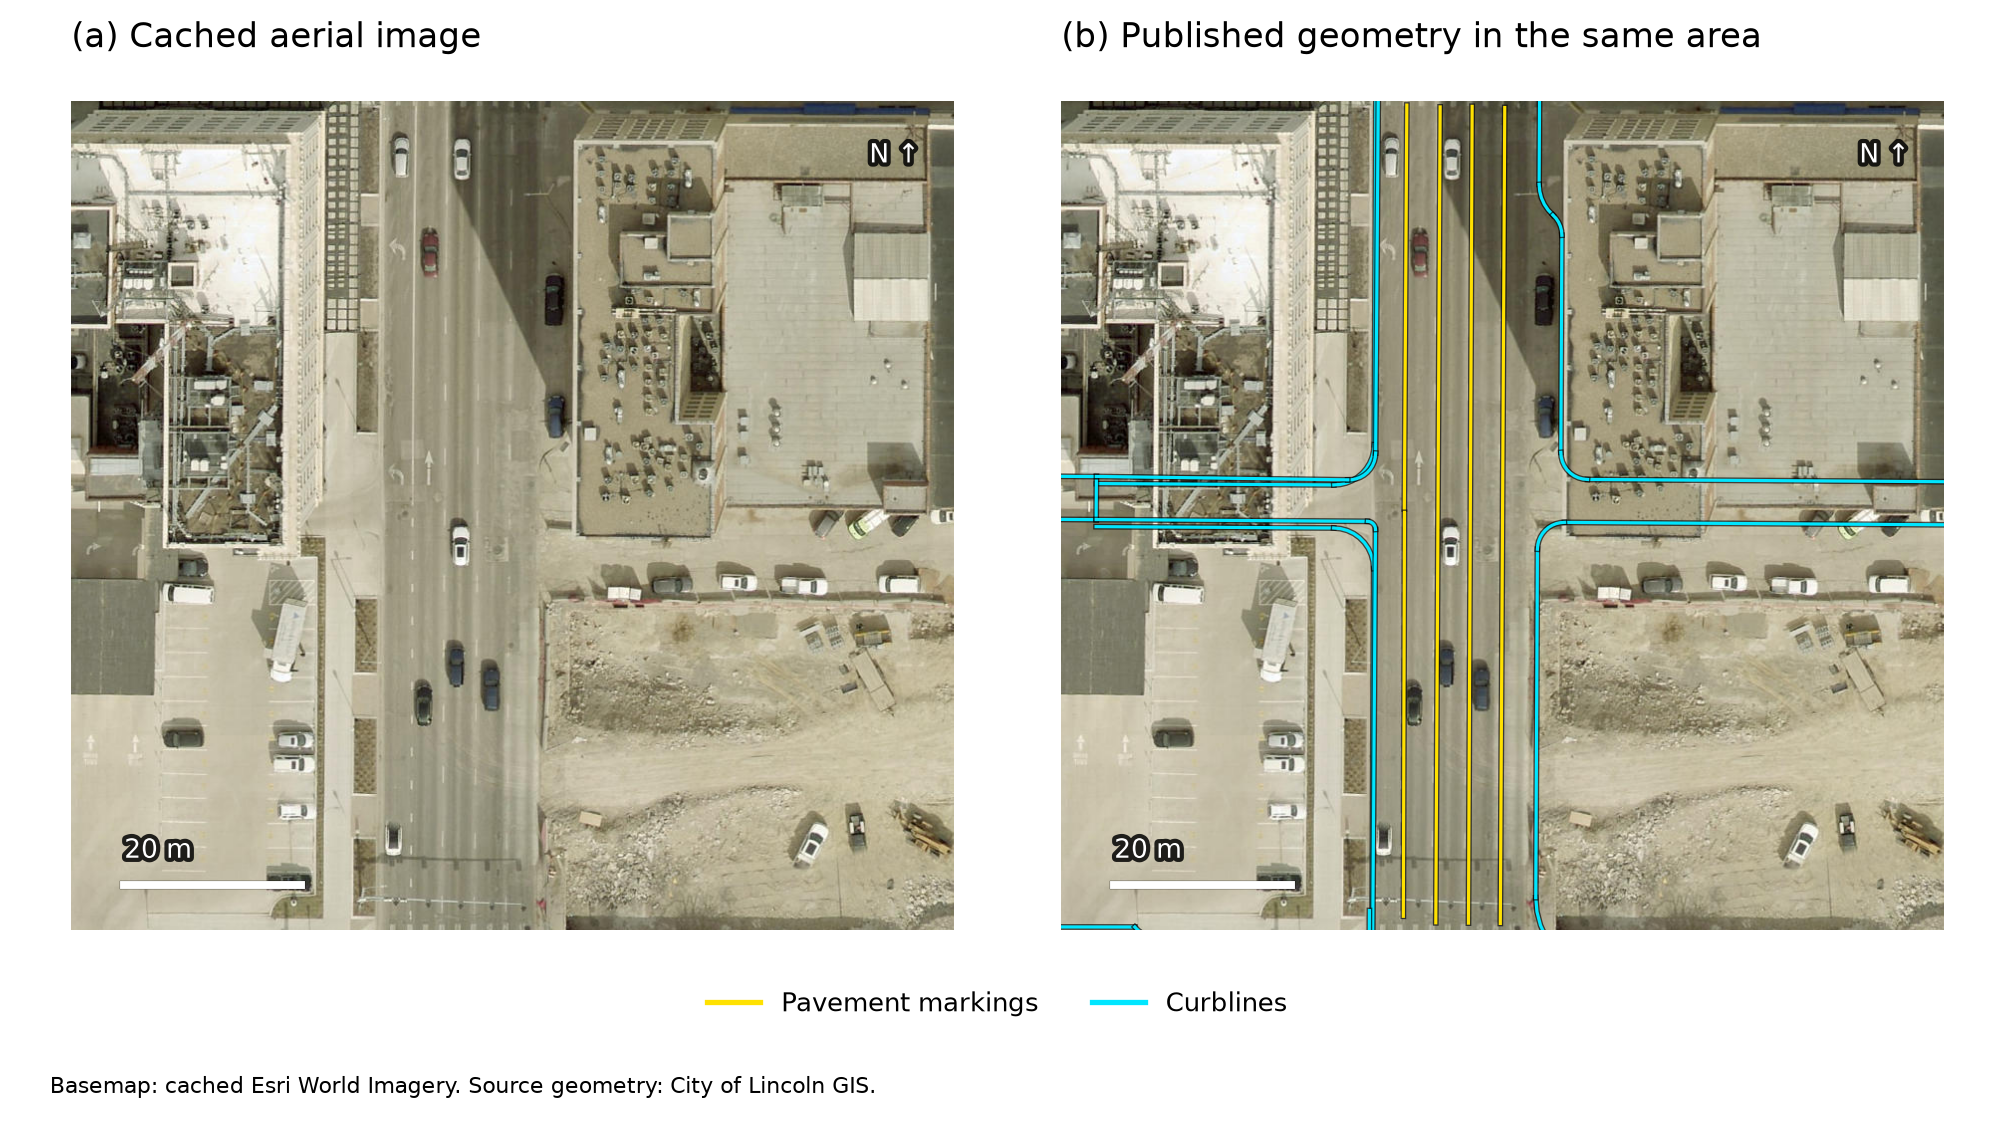 (a) Cached aerial image
(b) Published geometry in the same area
N ↑
N ↑
20 m
20 m
Pavement markings
Curblines
Basemap: cached Esri World Imagery. Source geometry: City of Lincoln GIS.